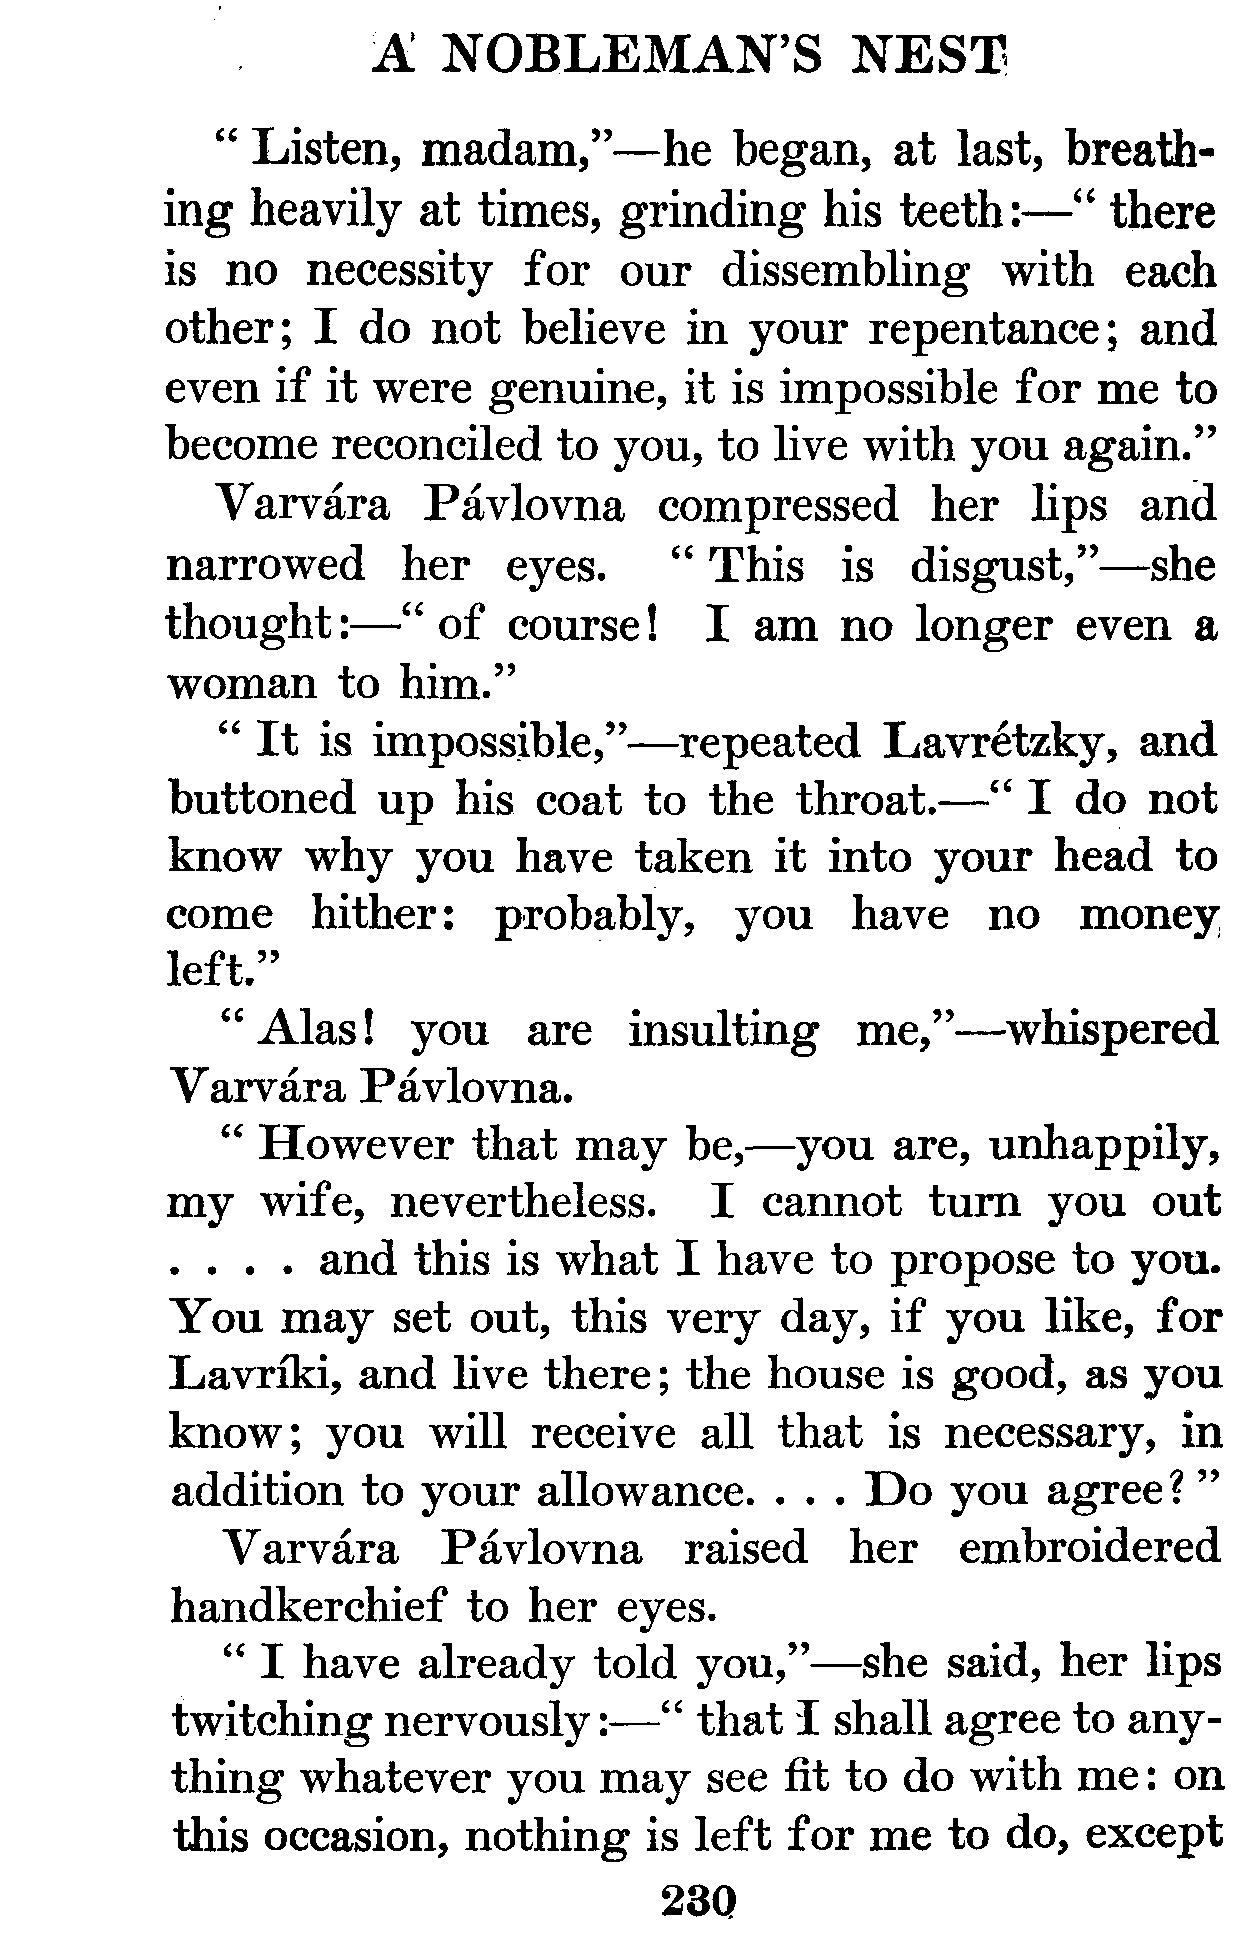 A NOBLEMAN'S NEST
“ Listen, madam,”—he began, at last, breath-
ing heavily at times, grinding his teeth:—“ there
is no necessity for our dissembling with each
other; I do not believe in your repentance; and
even if it were genuine, it is impossible for me to
become reconciled to you, to live with you again.”
Varvára Pávlovna compressed her lips and
narrowed her eyes. “ This is disgust,”—she
thought:—“ of course! I am no longer even a
woman to him.”
“ It is impossible,”—repeated Lavrétzky, and
buttoned up his coat to the throat.—“ I do not
know why you have taken it into your head to
come hither: probably, you have no money
left.”
“ Alas! you are insulting me,”—whispered
Varvára Pávlovna.
“ However that may be,—you are, unhappily,
my wife, nevertheless. I cannot turn you out
. . . . and this is what I have to propose to you.
You may set out, this very day, if you like, for
Lavríki, and live there; the house is good, as you
know; you will receive all that is necessary, in
addition to your allowance. . . . Do you agree? ”
Varvára Pávlovna raised her embroidered
handkerchief to her eyes.
“ I have already told you,”—she said, her lips
twitching nervously:—“ that I shall agree to any-
thing whatever you may see fit to do with me: on
this occasion, nothing is left for me to do, except
230